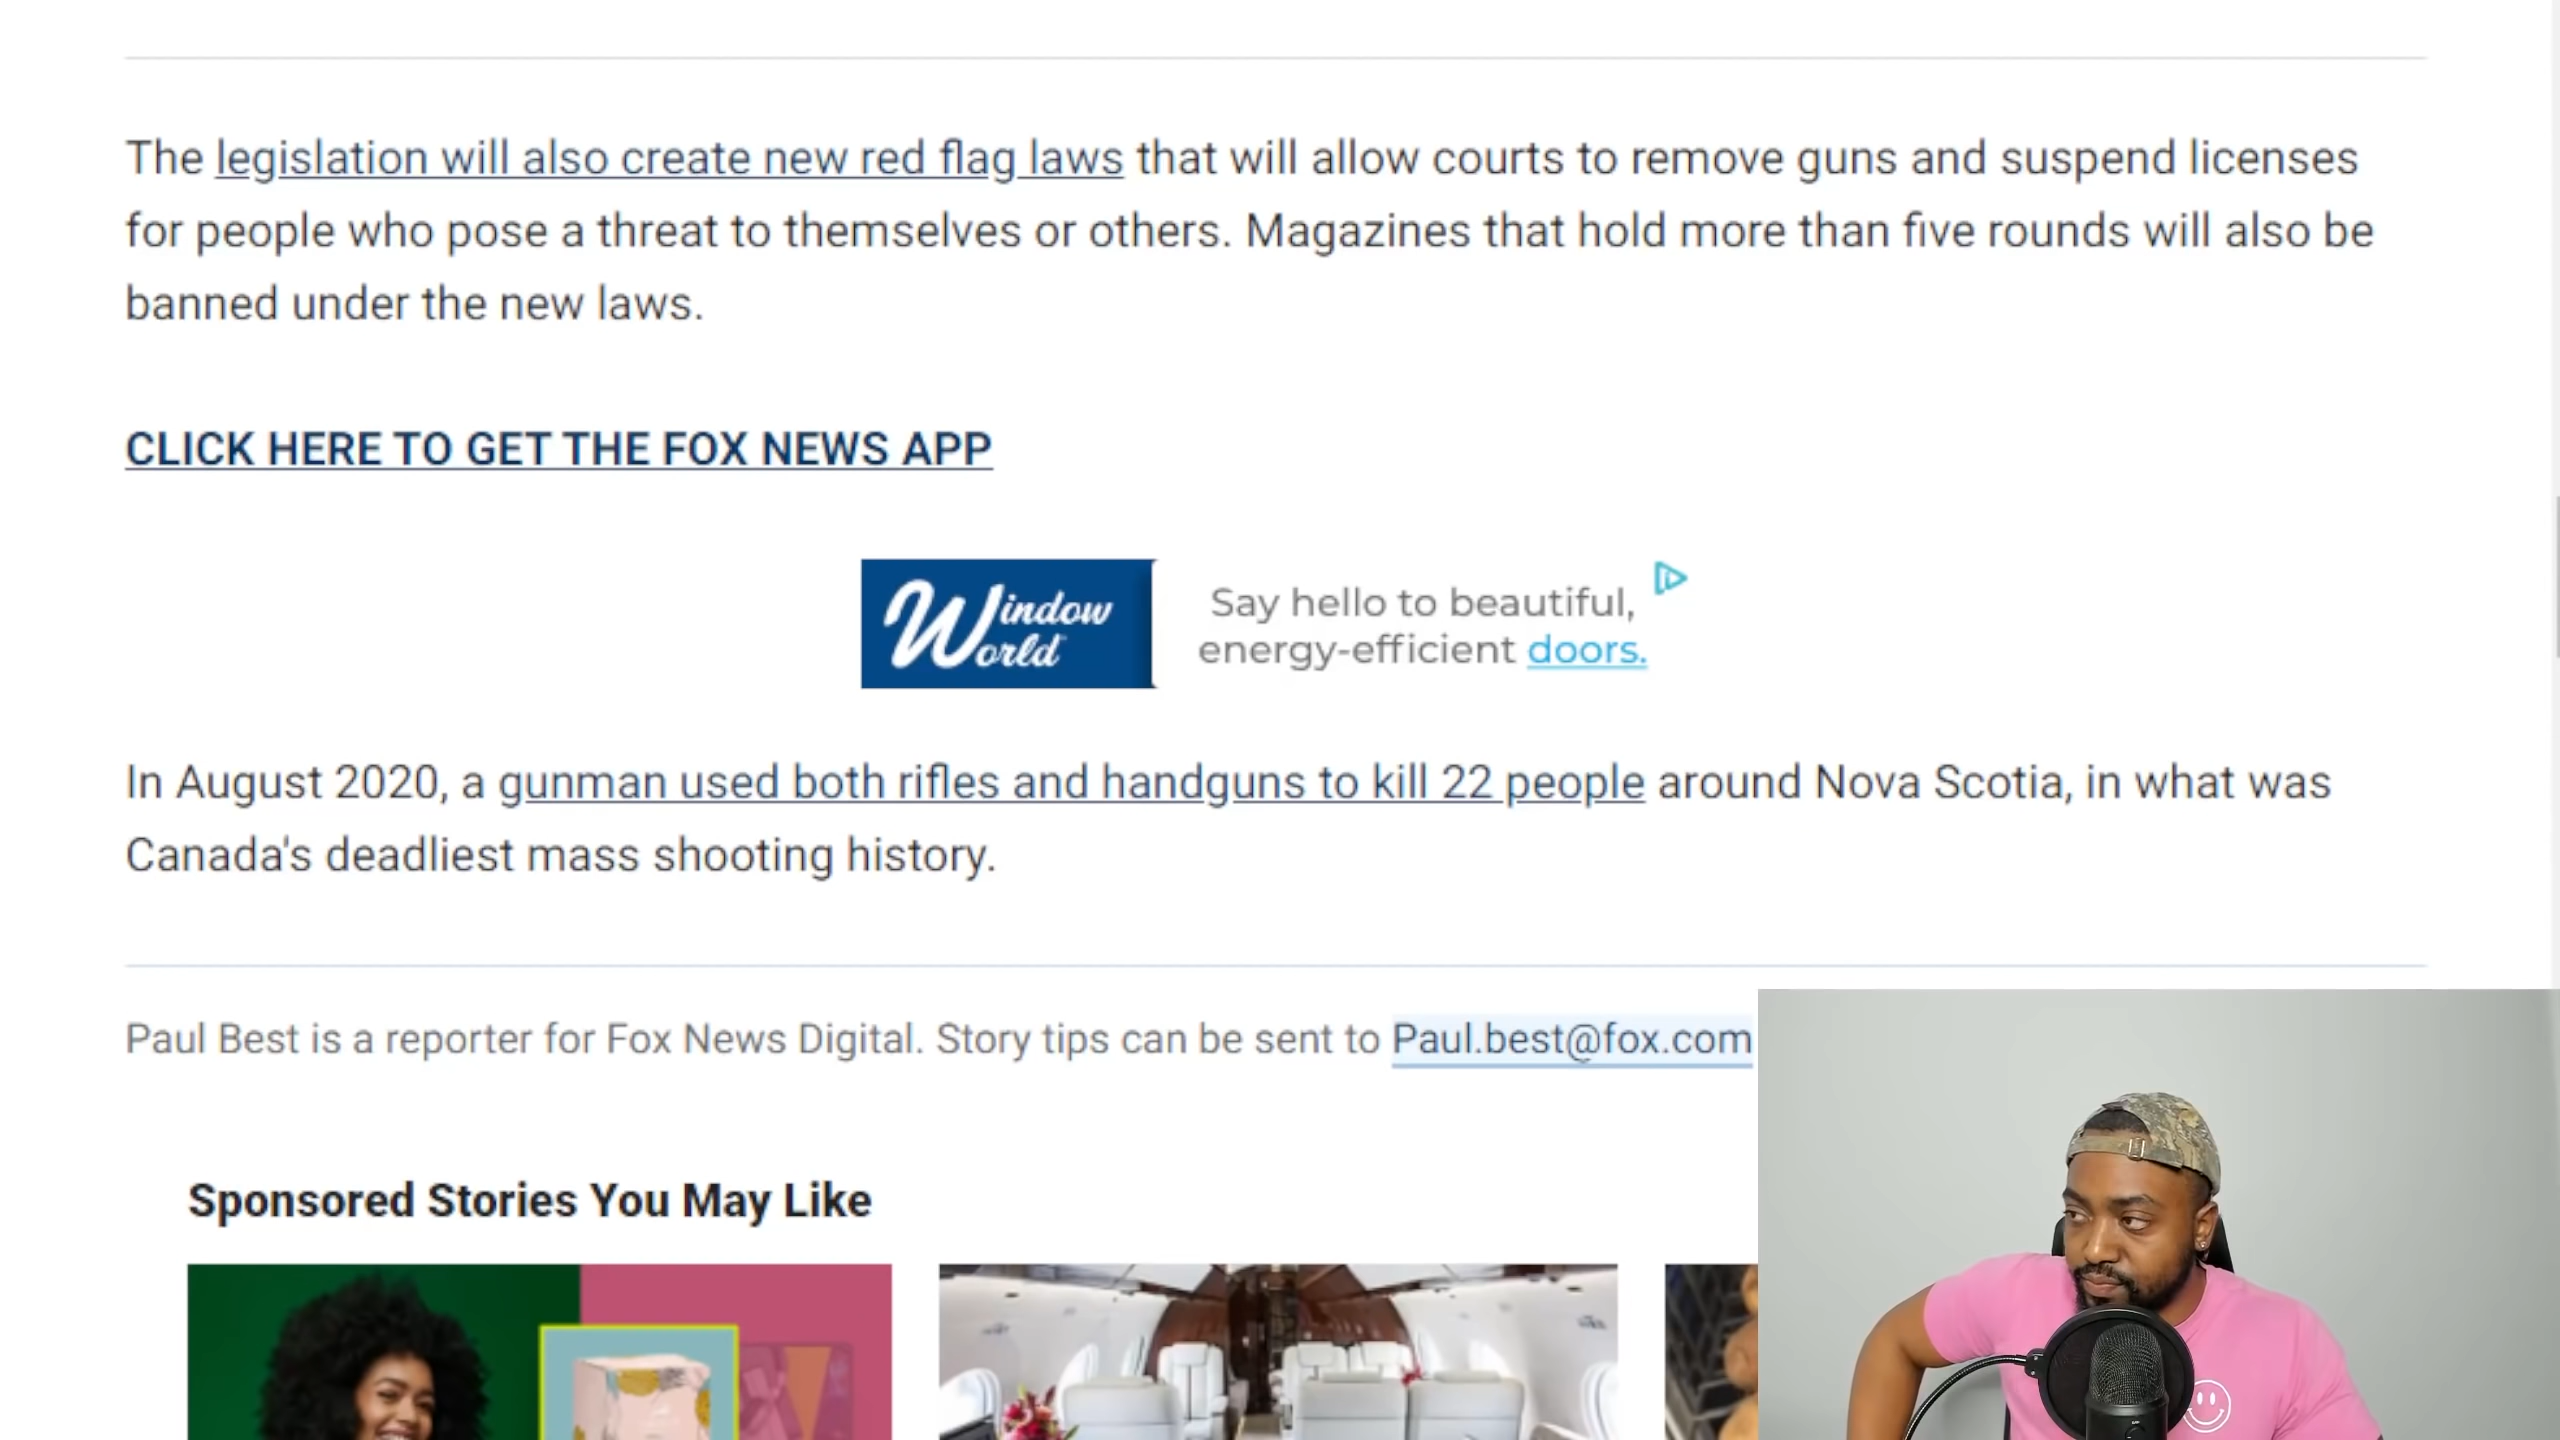 The legislation will also create new red flag laws that will allow courts to remove guns and suspend licenses
for people who pose a threat to themselves or others. Magazines that hold more than five rounds will also be
banned under the new laws.
CLICK HERE TO GET THE FOX NEWS APP
Window
World
Say hello to beautiful,
energy-efficient doors.
In August 2020, a gunman used both rifles and handguns to kill 22 people around Nova Scotia, in what was
Canada's deadliest mass shooting history.
Paul Best is a reporter for Fox News Digital. Story tips can be sent to Paul.best@fox.com
Sponsored Stories You May Like